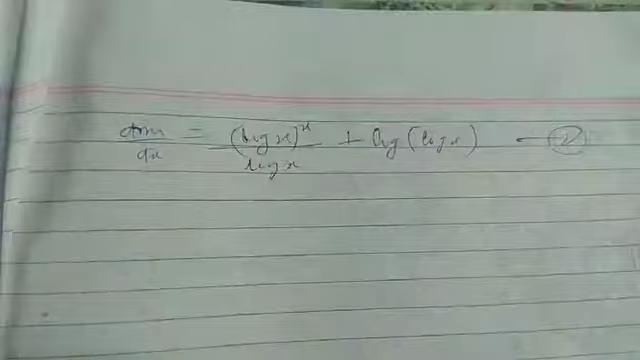 dm/dx = (log x)^x / log x + log (log x) — (2)